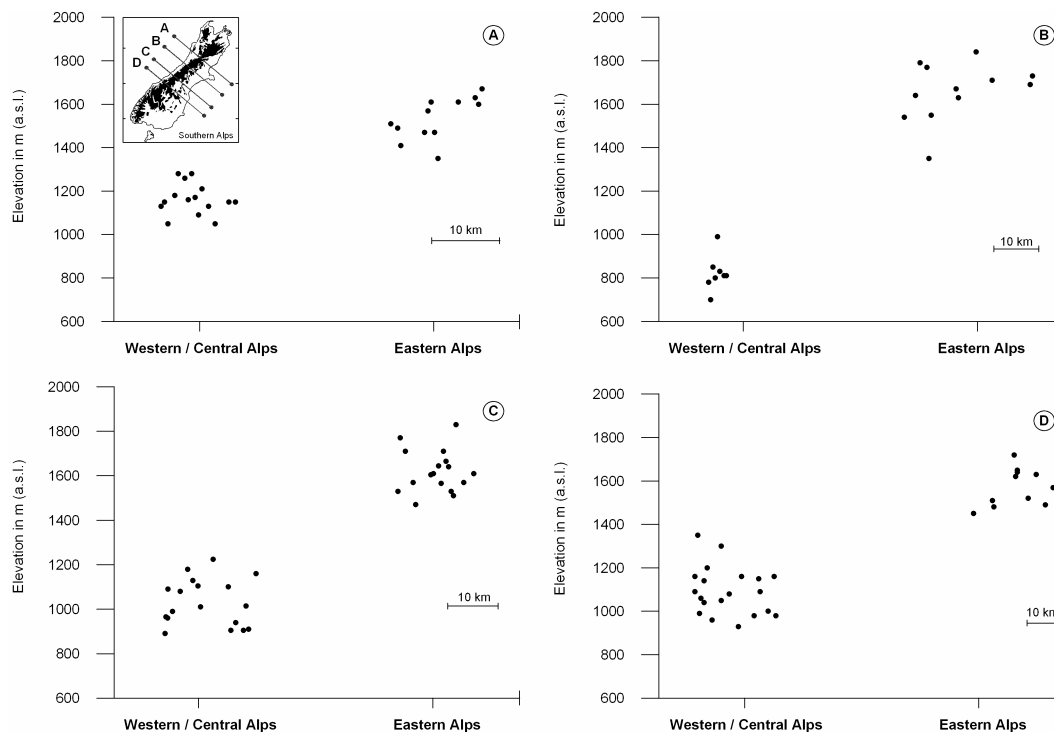 2000
1800
1600
1400
1200
1000
800
600
Elevation in m (a.s.l.)
A
B
C
D
Southern Alps
A
10 km
Western / Central Alps
Eastern Alps
2000
1800
1600
1400
1200
1000
800
600
Elevation in m (a.s.l.)
B
10 km
Western / Central Alps
Eastern Alps
2000
1800
1600
1400
1200
1000
800
600
Elevation in m (a.s.l.)
C
10 km
Western / Central Alps
Eastern Alps
2000
1800
1600
1400
1200
1000
800
600
Elevation in m (a.s.l.)
D
10 km
Western / Central Alps
Eastern Alps